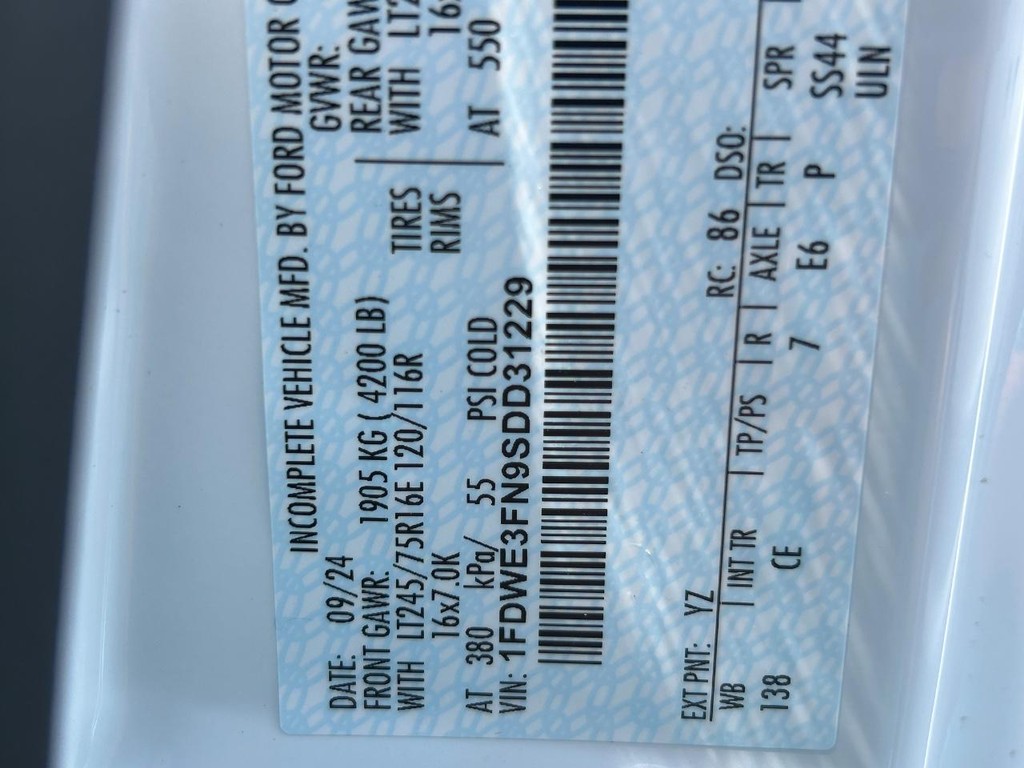 INCOMPLETE VEHICLE MFD. BY FORD MOTOR
DATE: 09/24 GVWR:
FRONT GAWR: 1905 KG ( 4200 LB) REAR GAW
WITH LT245/75R16E 120/116R TIRES WITH LT2
16x7.0K RIMS 16x
AT 380 kPa/ 55 PSI COLD AT 550
VIN: 1FDWE3FN9SDD31229
EXT PNT: YZ RC: 86 DSO:
WB | INT TR | TP/PS | R | AXLE | TR | SPR
138 CE 7 E6 P SS44
ULN